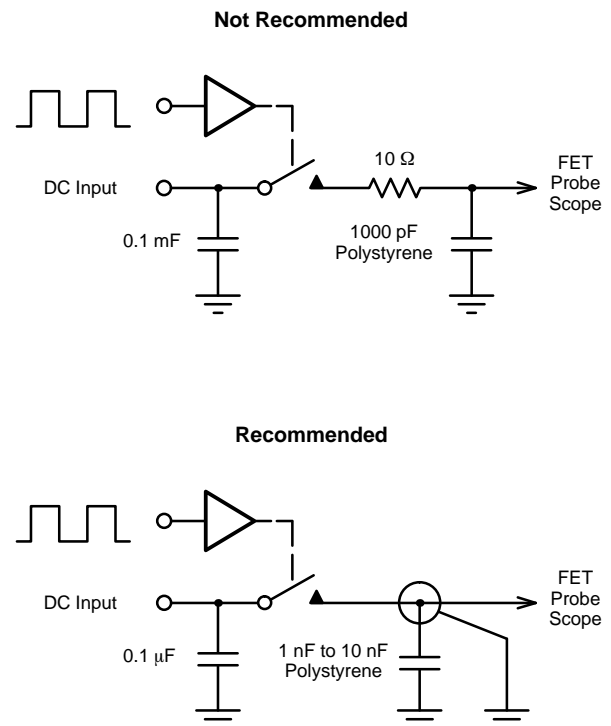 Not Recommended
10 Ω
DC Input
FET
Probe
Scope
0.1 mF
1000 pF
Polystyrene
Recommended
DC Input
FET
Probe
Scope
0.1 μF
1 nF to 10 nF
Polystyrene